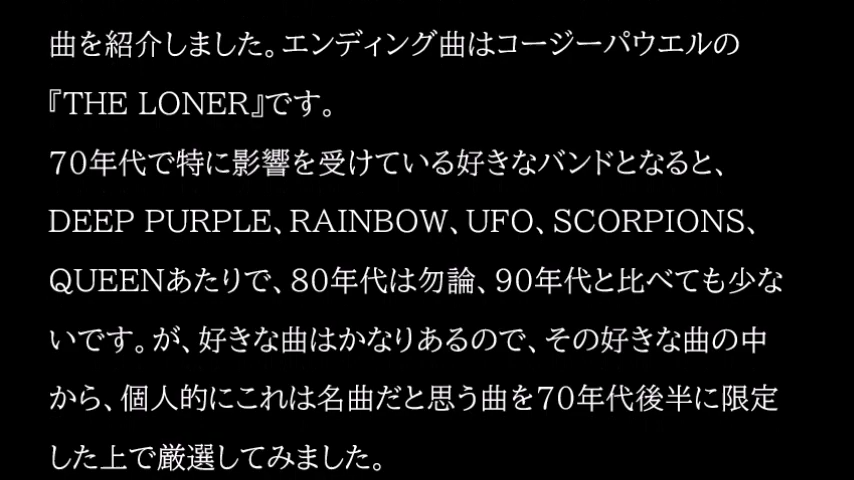 曲を紹介しました。エンディング曲はコージーパウエルの
『THE LONER』です。
70年代で特に影響を受けている好きなバンドとなると、
DEEP PURPLE、RAINBOW、UFO、SCORPIONS、
QUEENあたりで、80年代は勿論、90年代と比べても少な
いです。が、好きな曲はかなりあるので、その好きな曲の中
から、個人的にこれは名曲だと思う曲を70年代後半に限定
した上で厳選してみました。